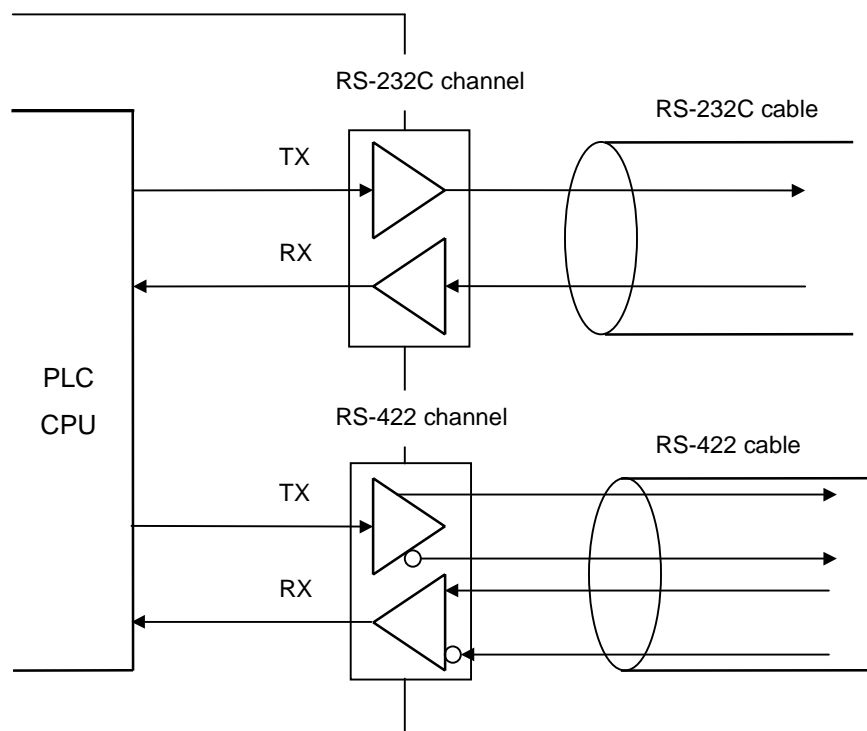 RS-232C channel
RS-232C cable
TX
RX
PLC
CPU
RS-422 channel
RS-422 cable
TX
RX